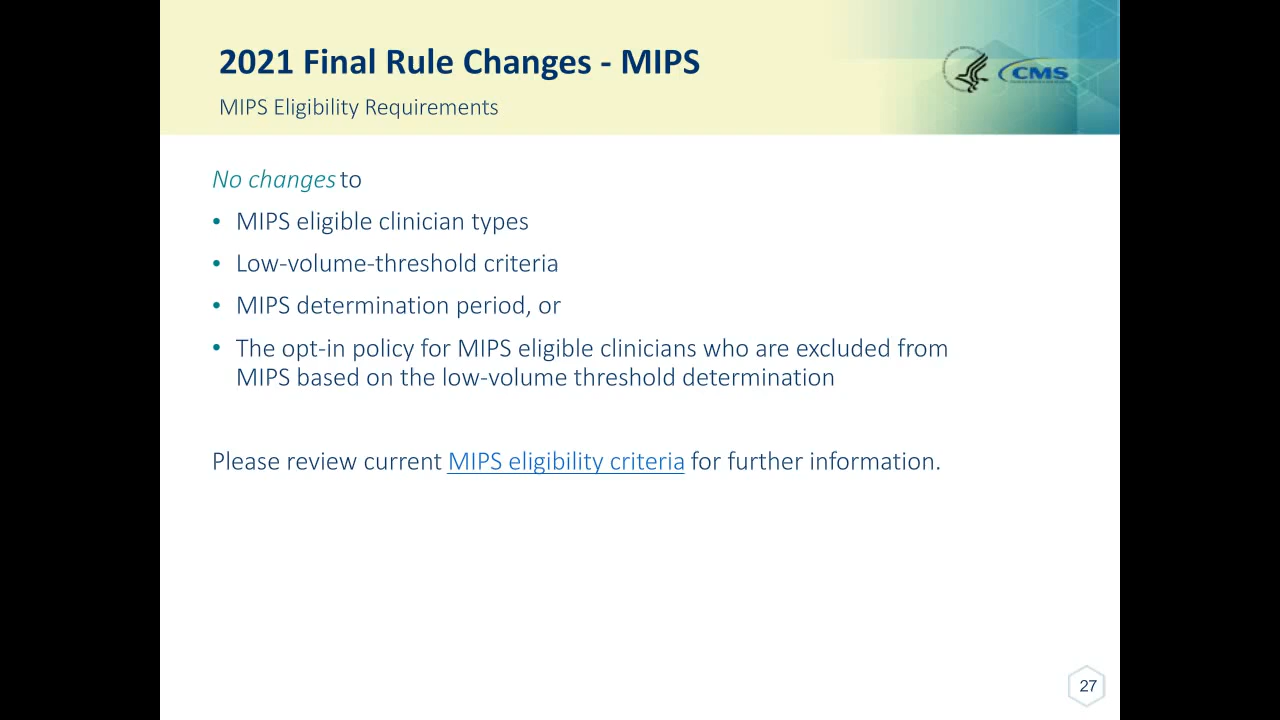 2021 Final Rule Changes - MIPS
MIPS Eligibility Requirements
CMS
No changes to
• MIPS eligible clinician types
• Low-volume-threshold criteria
• MIPS determination period, or
• The opt-in policy for MIPS eligible clinicians who are excluded from
MIPS based on the low-volume threshold determination
Please review current MIPS eligibility criteria for further information.
27